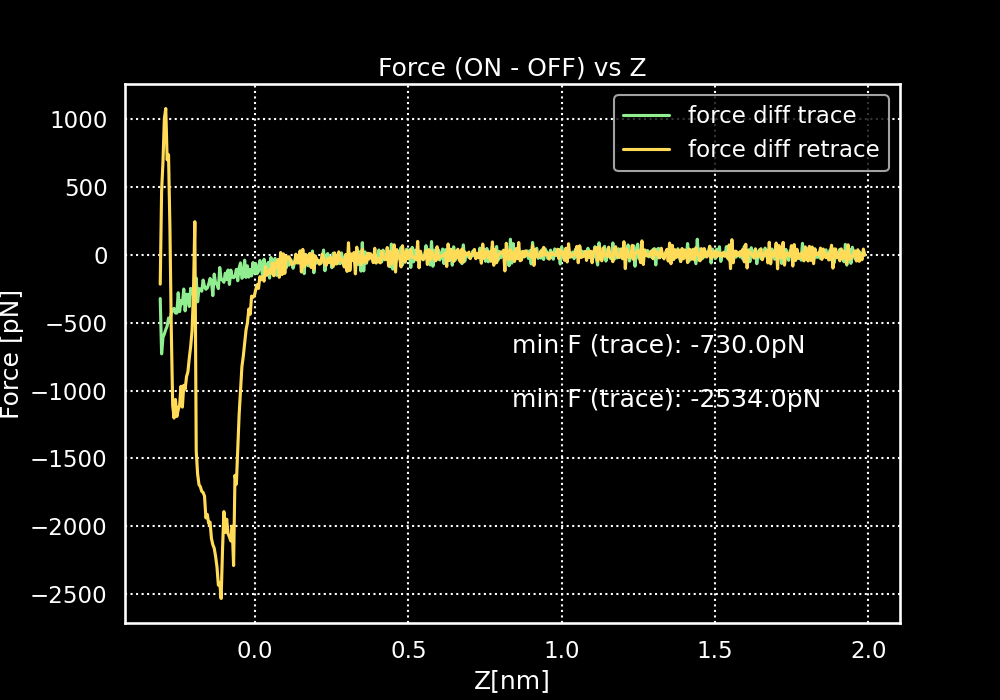 Force (ON - OFF) vs Z
force diff trace
force diff retrace
1000
500
0
−500
−1000
−1500
−2000
−2500
Force [pN]
min F (trace): -730.0pN
min F (trace): -2534.0pN
0.0
0.5
1.0
1.5
2.0
Z[nm]